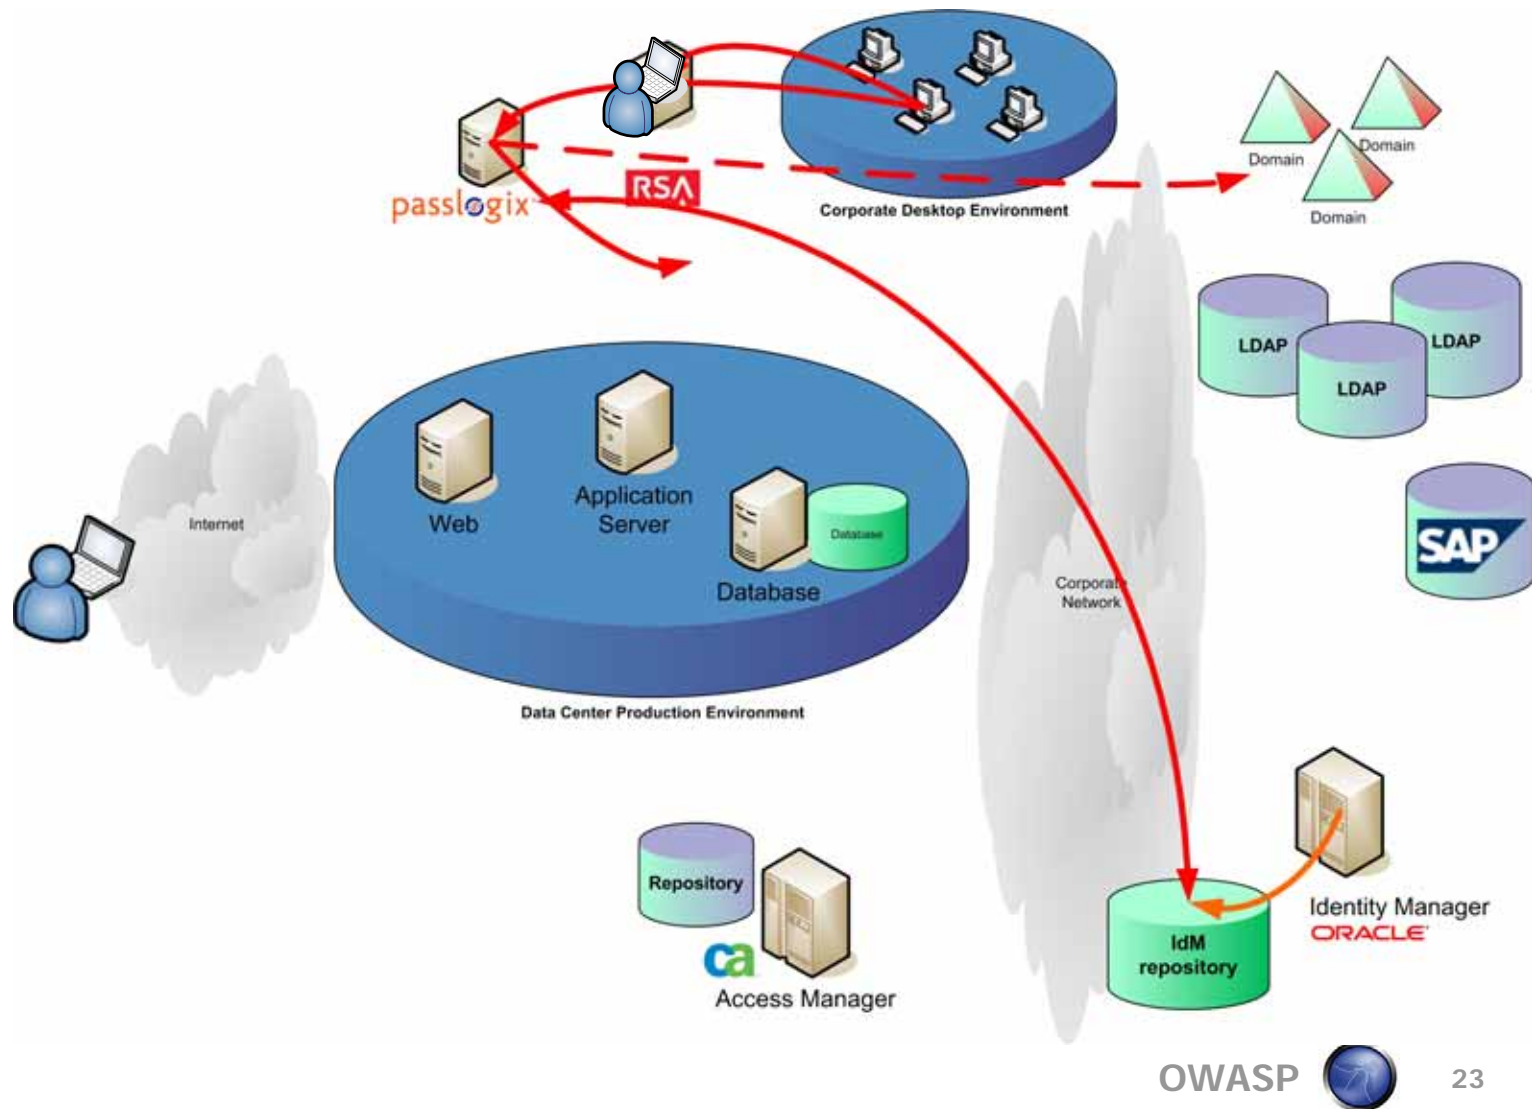 Domain
Domain
Domain
passlogix
RSA
Corporate Desktop Environment
LDAP
LDAP
LDAP
SAP
Internet
Web
Application
Server
Database
Database
Corporate
Network
Data Center Production Environment
Repository
ca
Access Manager
IdM
repository
Identity Manager
ORACLE
OWASP
23